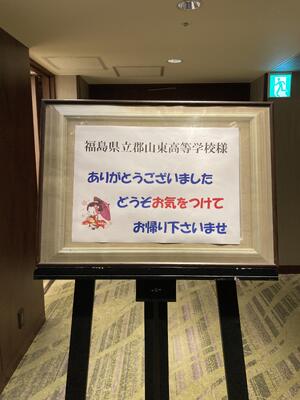 福島県立郡山東高等学校様
ありがとうございました
どうぞお気をつけて
お帰り下さいませ